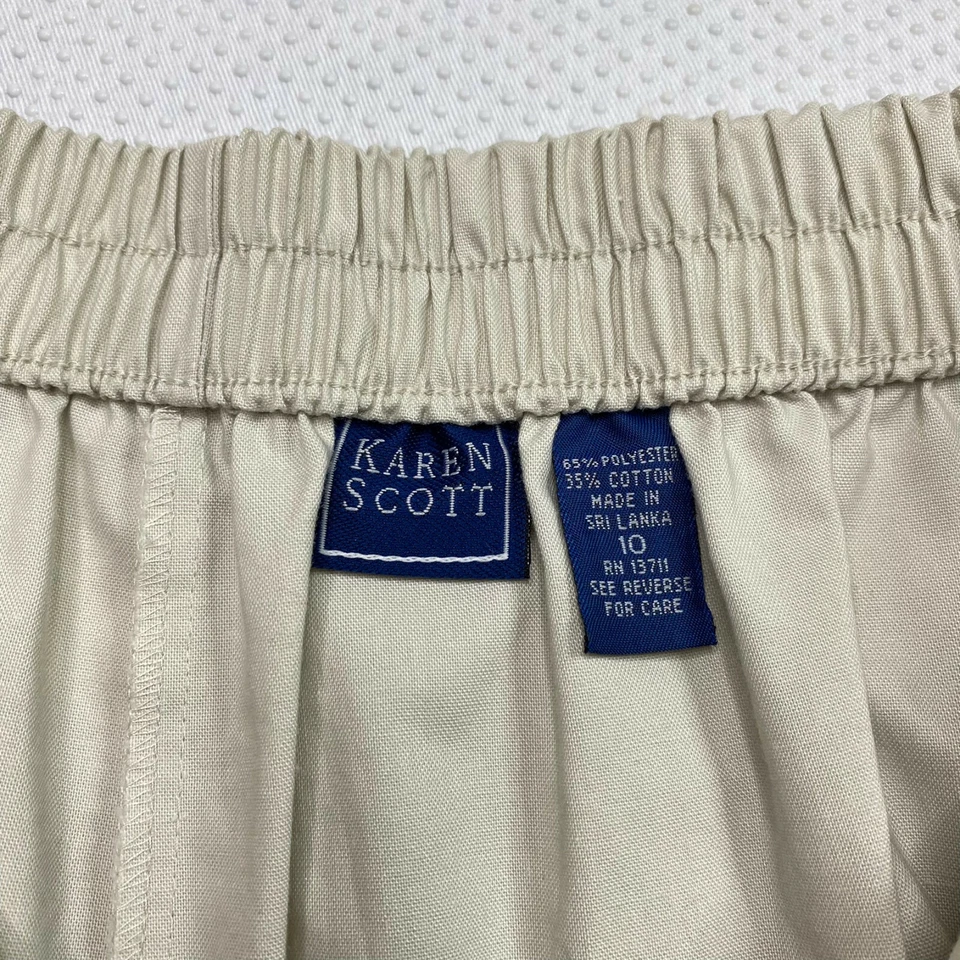 KAREN
SCOTT
65% POLYESTER
35% COTTON
MADE IN
SRI LANKA
10
RN 13711
SEE REVERSE
FOR CARE